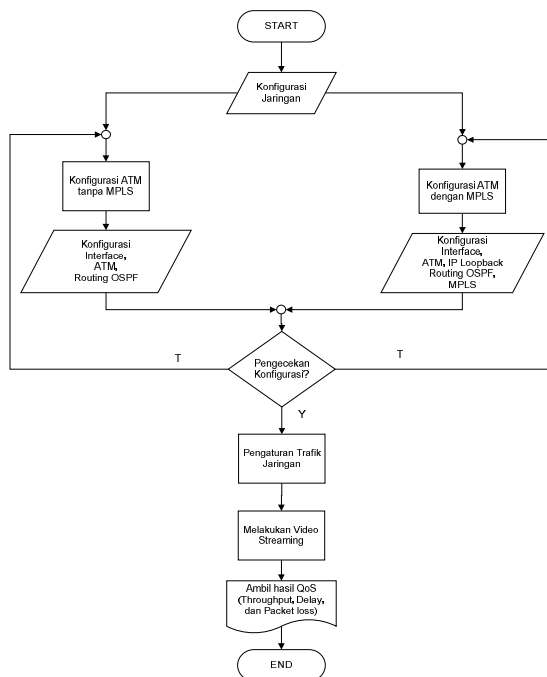 START
Konfigurasi
Jaringan
Konfigurasi ATM
tanpa MPLS
Konfigurasi ATM
dengan MPLS
Konfigurasi
Interface,
ATM,
Routing OSPF
Konfigurasi
Interface,
ATM, IP Loopback
Routing OSPF,
MPLS
Pengecekan
Konfigurasi?
T
T
Y
Pengaturan Trafik
Jaringan
Melakukan Video
Streaming
Ambil hasil QoS
(Throughput, Delay,
dan Packet loss)
END